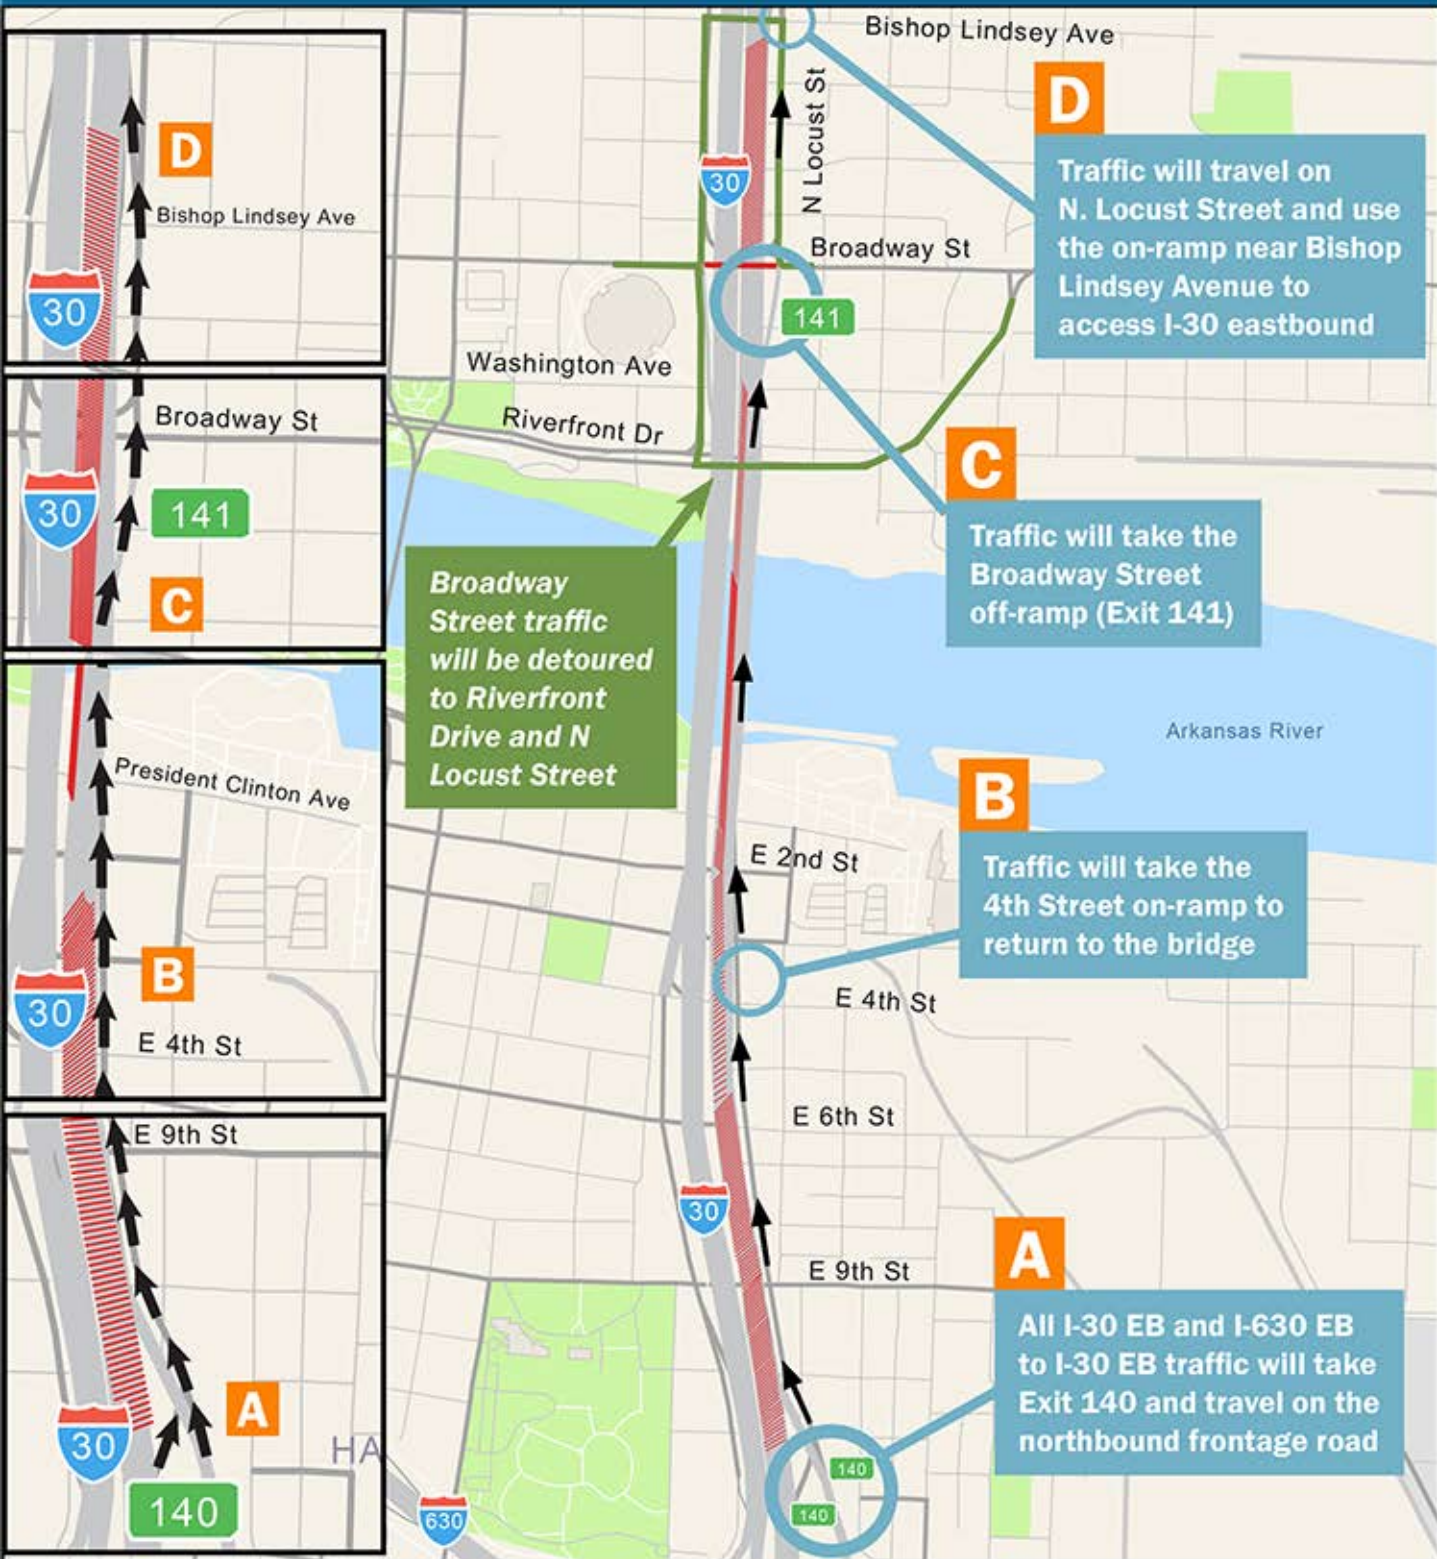 D
Bishop Lindsey Ave
30
Broadway St
30
141
C
President Clinton Ave
30
B
E 4th St
E 9th St
A
30
140
Bishop Lindsey Ave
N Locust St
30
Broadway St
141
Washington Ave
Riverfront Dr
Broadway
Street traffic
will be detoured
to Riverfront
Drive and N
Locust Street
D
Traffic will travel on
N. Locust Street and use
the on-ramp near Bishop
Lindsey Avenue to
access I-30 eastbound
C
Traffic will take the
Broadway Street
off-ramp (Exit 141)
Arkansas River
B
Traffic will take the
4th Street on-ramp to
return to the bridge
E 2nd St
E 4th St
E 6th St
30
E 9th St
A
All I-30 EB and I-630 EB
to I-30 EB traffic will take
Exit 140 and travel on the
northbound frontage road
140
140
HA
630